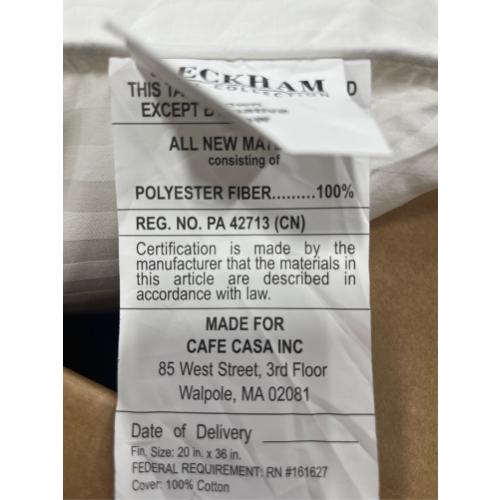 BECKHAM
COLLECTION
THIS TA D
EXCEPT
ALL NEW MAT
consisting of
POLYESTER FIBER.........100%
REG. NO. PA 42713 (CN)
Certification is made by the
manufacturer that the materials in
this article are described in
accordance with law.
MADE FOR
CAFE CASA INC
85 West Street, 3rd Floor
Walpole, MA 02081
Date of Delivery
Fin. Size: 20 in. x 36 in.
FEDERAL REQUIREMENT: RN #161627
Cover: 100% Cotton